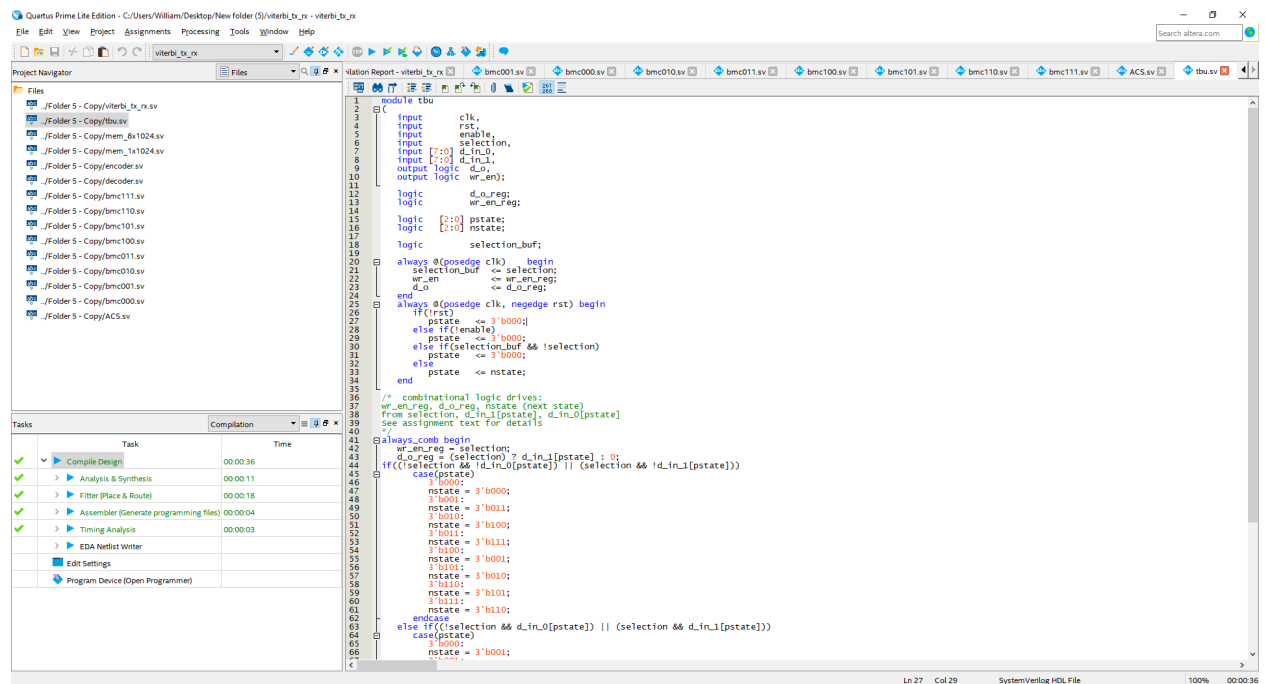 Quartus Prime Lite Edition - C:/Users/William/Desktop/New folder (5)/viterbi_tx_rx - viterbi_tx_rx
File Edit View Project Assignments Processing Tools Window Help
Search altera.com
viterbi_tx_rx
Project Navigator
Files
Files
../Folder 5 - Copy/viterbi_tx_rx.sv
../Folder 5 - Copy/tbu.sv
../Folder 5 - Copy/mem_8x1024.sv
../Folder 5 - Copy/mem_1x1024.sv
../Folder 5 - Copy/encoder.sv
../Folder 5 - Copy/decoder.sv
../Folder 5 - Copy/bmc111.sv
../Folder 5 - Copy/bmc110.sv
../Folder 5 - Copy/bmc101.sv
../Folder 5 - Copy/bmc100.sv
../Folder 5 - Copy/bmc011.sv
../Folder 5 - Copy/bmc010.sv
../Folder 5 - Copy/bmc001.sv
../Folder 5 - Copy/bmc000.sv
../Folder 5 - Copy/ACS.sv
Tasks
Compilation
Task Time
Compile Design 00:00:36
Analysis & Synthesis 00:00:11
Fitter (Place & Route) 00:00:18
Assembler (Generate programming files) 00:00:04
Timing Analysis 00:00:03
EDA Netlist Writer
Edit Settings
Program Device (Open Programmer)
ilation Report - viterbi_tx_rx bmc001.sv bmc000.sv bmc010.sv bmc011.sv bmc100.sv bmc101.sv bmc110.sv bmc111.sv ACS.sv tbu.sv
267
268
1 module tbu
2 (
3 input clk,
4 input rst,
5 input enable,
6 input selection,
7 input [7:0] d_in_0,
8 input [7:0] d_in_1,
9 output logic d_o,
10 output logic wr_en);
11
12 logic d_o_reg;
13 logic wr_en_reg;
14
15 logic [2:0] pstate;
16 logic [2:0] nstate;
17
18 logic selection_buf;
19
20 always @(posedge clk) begin
21 selection_buf <= selection;
22 wr_en <= wr_en_reg;
23 d_o <= d_o_reg;
24 end
25 always @(posedge clk, negedge rst) begin
26 if(!rst)
27 pstate <= 3'b000;
28 else if(!enable)
29 pstate <= 3'b000;
30 else if(selection_buf && !selection)
31 pstate <= 3'b000;
32 else
33 pstate <= nstate;
34 end
35
36 /* combinational logic drives:
37 wr_en_reg, d_o_reg, nstate (next state)
38 from selection, d_in_1[pstate], d_in_0[pstate]
39 See assignment text for details
40 */
41 always_comb begin
42 wr_en_reg = selection;
43 d_o_reg = (selection) ? d_in_1[pstate] : 0;
44 if((!selection && !d_in_0[pstate]) || (selection && !d_in_1[pstate]))
45 case(pstate)
46 3'b000:
47 nstate = 3'b000;
48 3'b001:
49 nstate = 3'b011;
50 3'b010:
51 nstate = 3'b100;
52 3'b011:
53 nstate = 3'b111;
54 3'b100:
55 nstate = 3'b001;
56 3'b101:
57 nstate = 3'b010;
58 3'b110:
59 nstate = 3'b101;
60 3'b111:
61 nstate = 3'b110;
62 endcase
63 else if((!selection && d_in_0[pstate]) || (selection && d_in_1[pstate]))
64 case(pstate)
65 3'b000:
66 nstate = 3'b001;
Ln 27 Col 29 SystemVerilog HDL File 100% 00:00:36